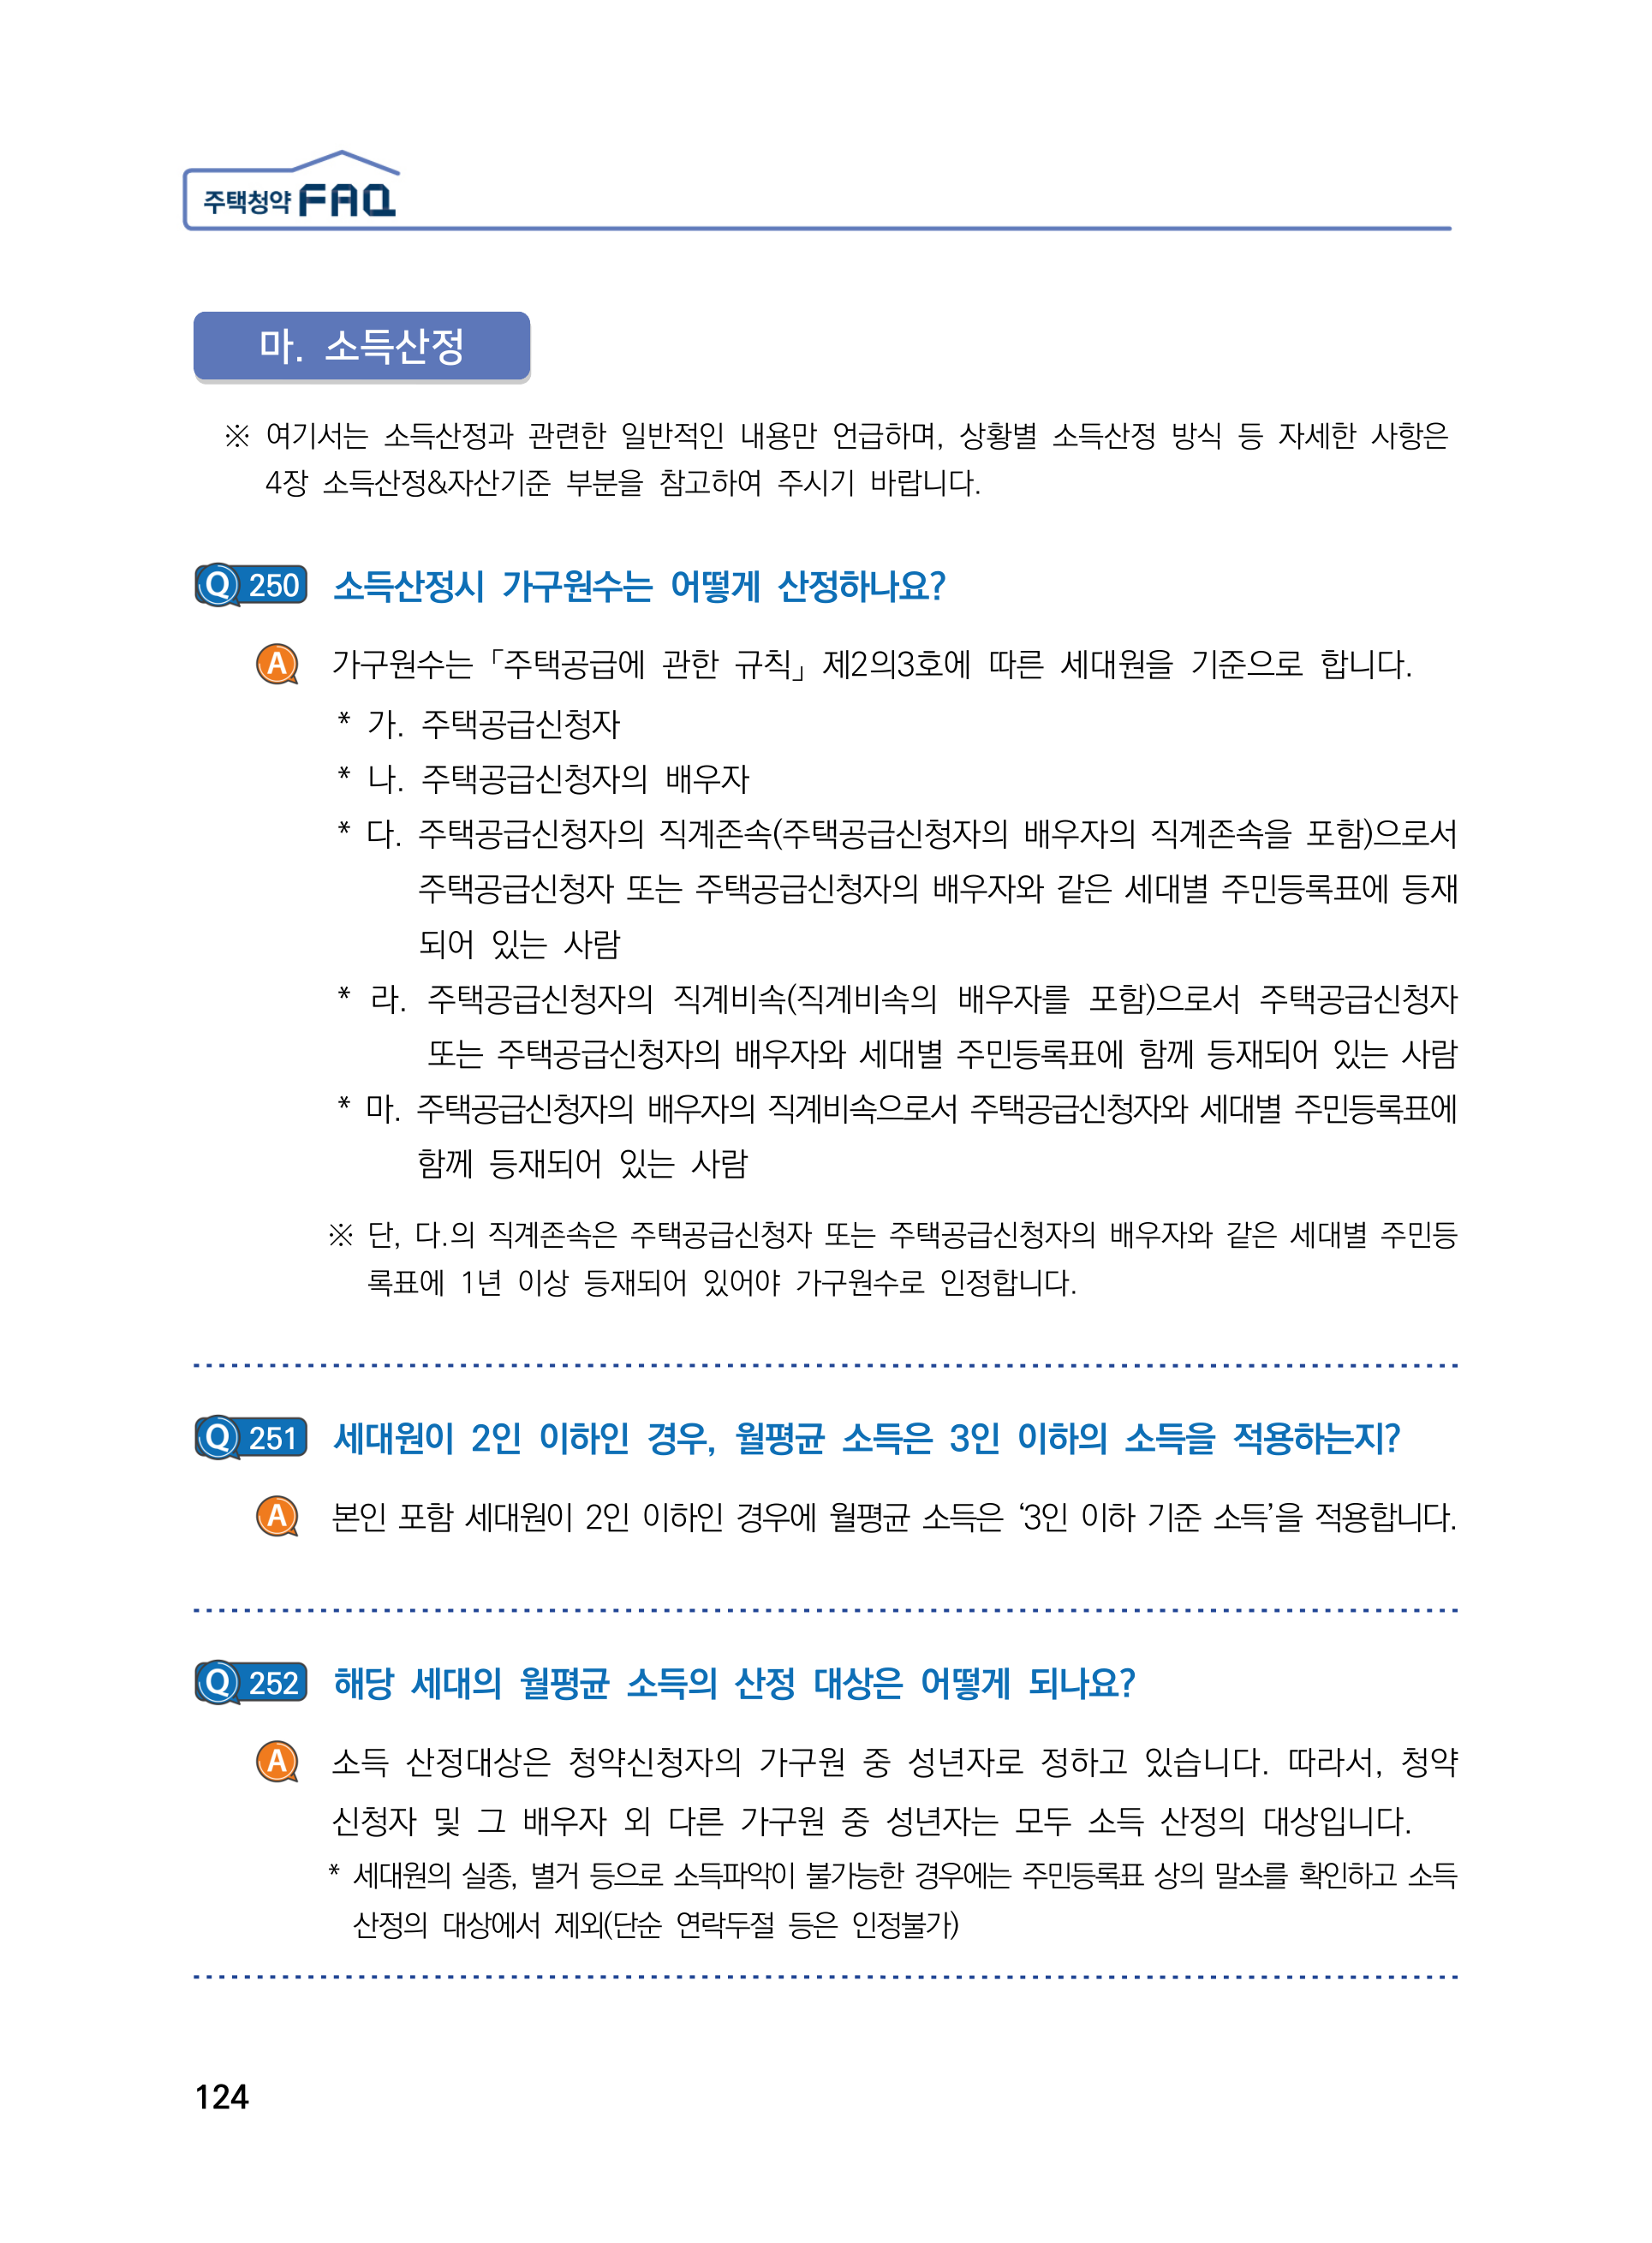 주택청약 FAQ
마. 소득산정
※ 여기서는 소득산정과 관련한 일반적인 내용만 언급하며, 상황별 소득산정 방식 등 자세한 사항은
4장 소득산정&자산기준 부분을 참고하여 주시기 바랍니다.
Q 250 소득산정시 가구원수는 어떻게 산정하나요?
A 가구원수는「주택공급에 관한 규칙」제2의3호에 따른 세대원을 기준으로 합니다.
* 가. 주택공급신청자
* 나. 주택공급신청자의 배우자
* 다. 주택공급신청자의 직계존속(주택공급신청자의 배우자의 직계존속을 포함)으로서
주택공급신청자 또는 주택공급신청자의 배우자와 같은 세대별 주민등록표에 등재
되어 있는 사람
* 라. 주택공급신청자의 직계비속(직계비속의 배우자를 포함)으로서 주택공급신청자
또는 주택공급신청자의 배우자와 세대별 주민등록표에 함께 등재되어 있는 사람
* 마. 주택공급신청자의 배우자의 직계비속으로서 주택공급신청자와 세대별 주민등록표에
함께 등재되어 있는 사람
※ 단, 다.의 직계존속은 주택공급신청자 또는 주택공급신청자의 배우자와 같은 세대별 주민등
록표에 1년 이상 등재되어 있어야 가구원수로 인정합니다.
Q 251 세대원이 2인 이하인 경우, 월평균 소득은 3인 이하의 소득을 적용하는지?
A 본인 포함 세대원이 2인 이하인 경우에 월평균 소득은 ‘3인 이하 기준 소득’을 적용합니다.
Q 252 해당 세대의 월평균 소득의 산정 대상은 어떻게 되나요?
A 소득 산정대상은 청약신청자의 가구원 중 성년자로 정하고 있습니다. 따라서, 청약
신청자 및 그 배우자 외 다른 가구원 중 성년자는 모두 소득 산정의 대상입니다.
* 세대원의 실종, 별거 등으로 소득파악이 불가능한 경우에는 주민등록표 상의 말소를 확인하고 소득
산정의 대상에서 제외(단순 연락두절 등은 인정불가)
124